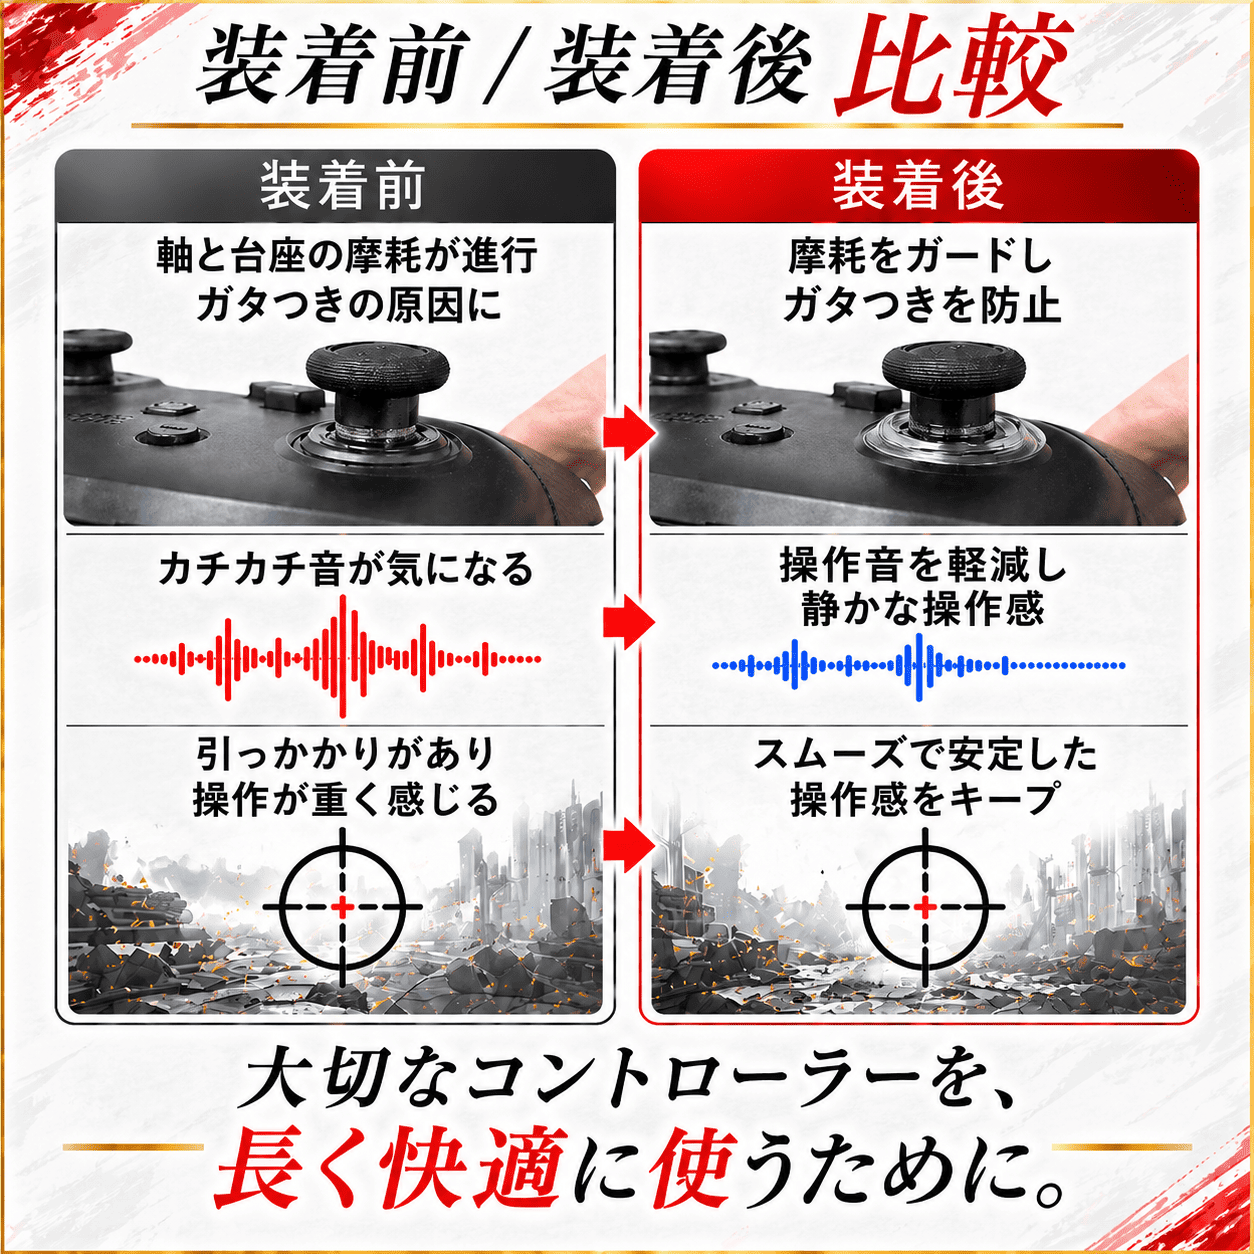 装着前 / 装着後 比較
装着前
軸と台座の摩耗が進行
ガタつきの原因に
カチカチ音が気になる
引っかかりがあり
操作が重く感じる
装着後
摩耗をガードし
ガタつきを防止
操作音を軽減し
静かな操作感
スムーズで安定した
操作感をキープ
大切なコントローラーを、
長く快適に使うために。